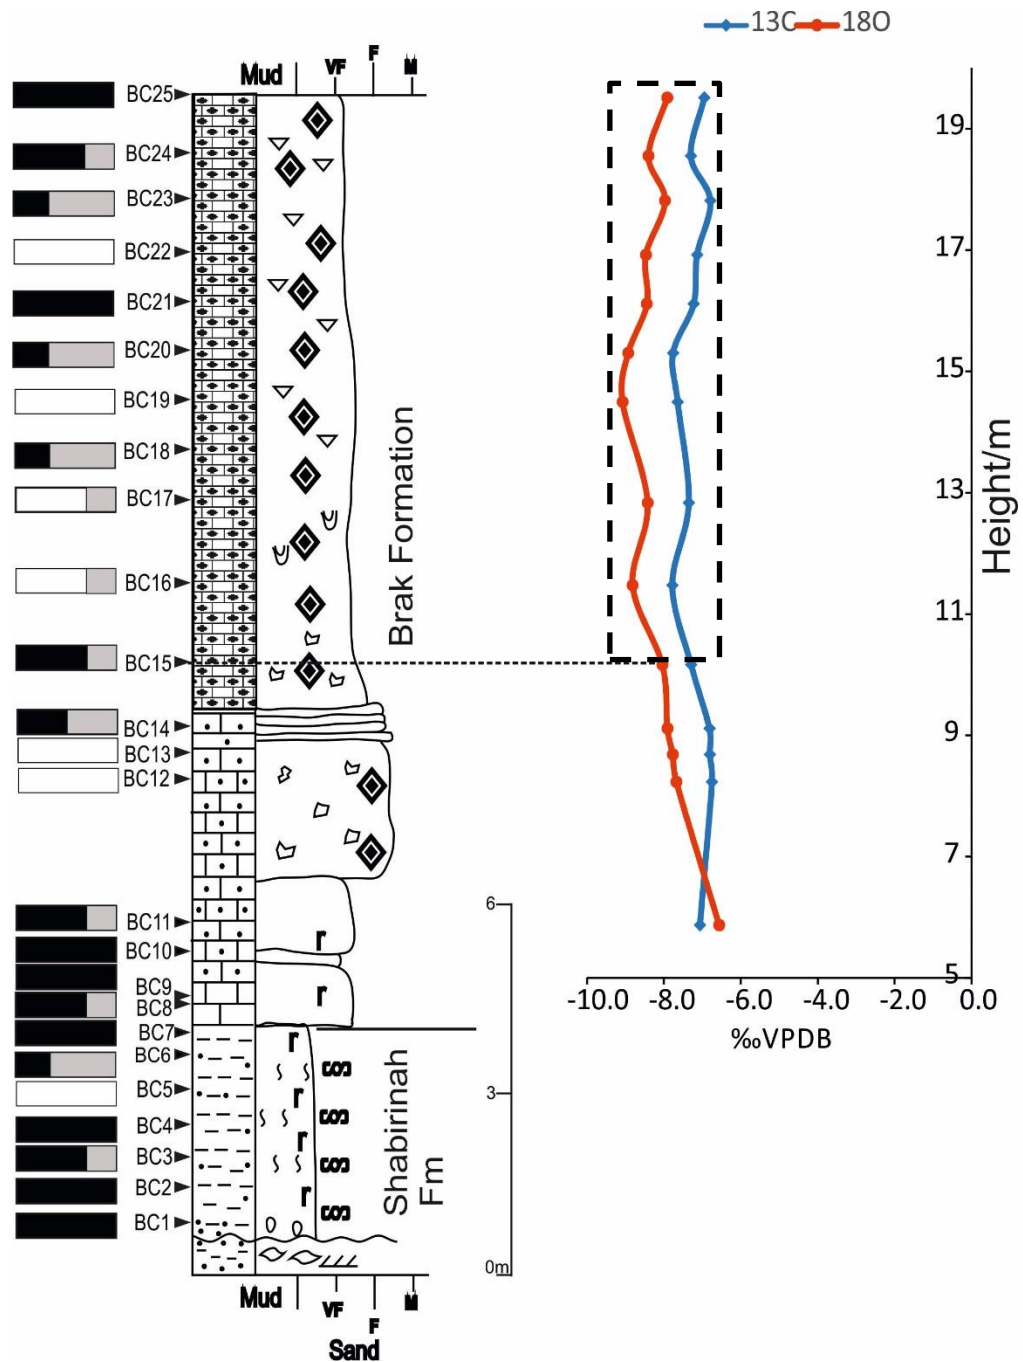 13C 18O
Mud VF F M
BC25
BC24
BC23
BC22
BC21
BC20
BC19
BC18
BC17
BC16
BC15
BC14
BC13
BC12
BC11
BC10
BC9
BC8
BC7
BC6
BC5
BC4
BC3
BC2
BC1
Brak Formation
Shabirinah
Fm
r
r
r
r
r
r
6
3
0m
Mud VF F M
Sand
19
17
15
13
11
9
7
5
Height/m
-10.0 -8.0 -6.0 -4.0 -2.0 0.0
‰VPDB